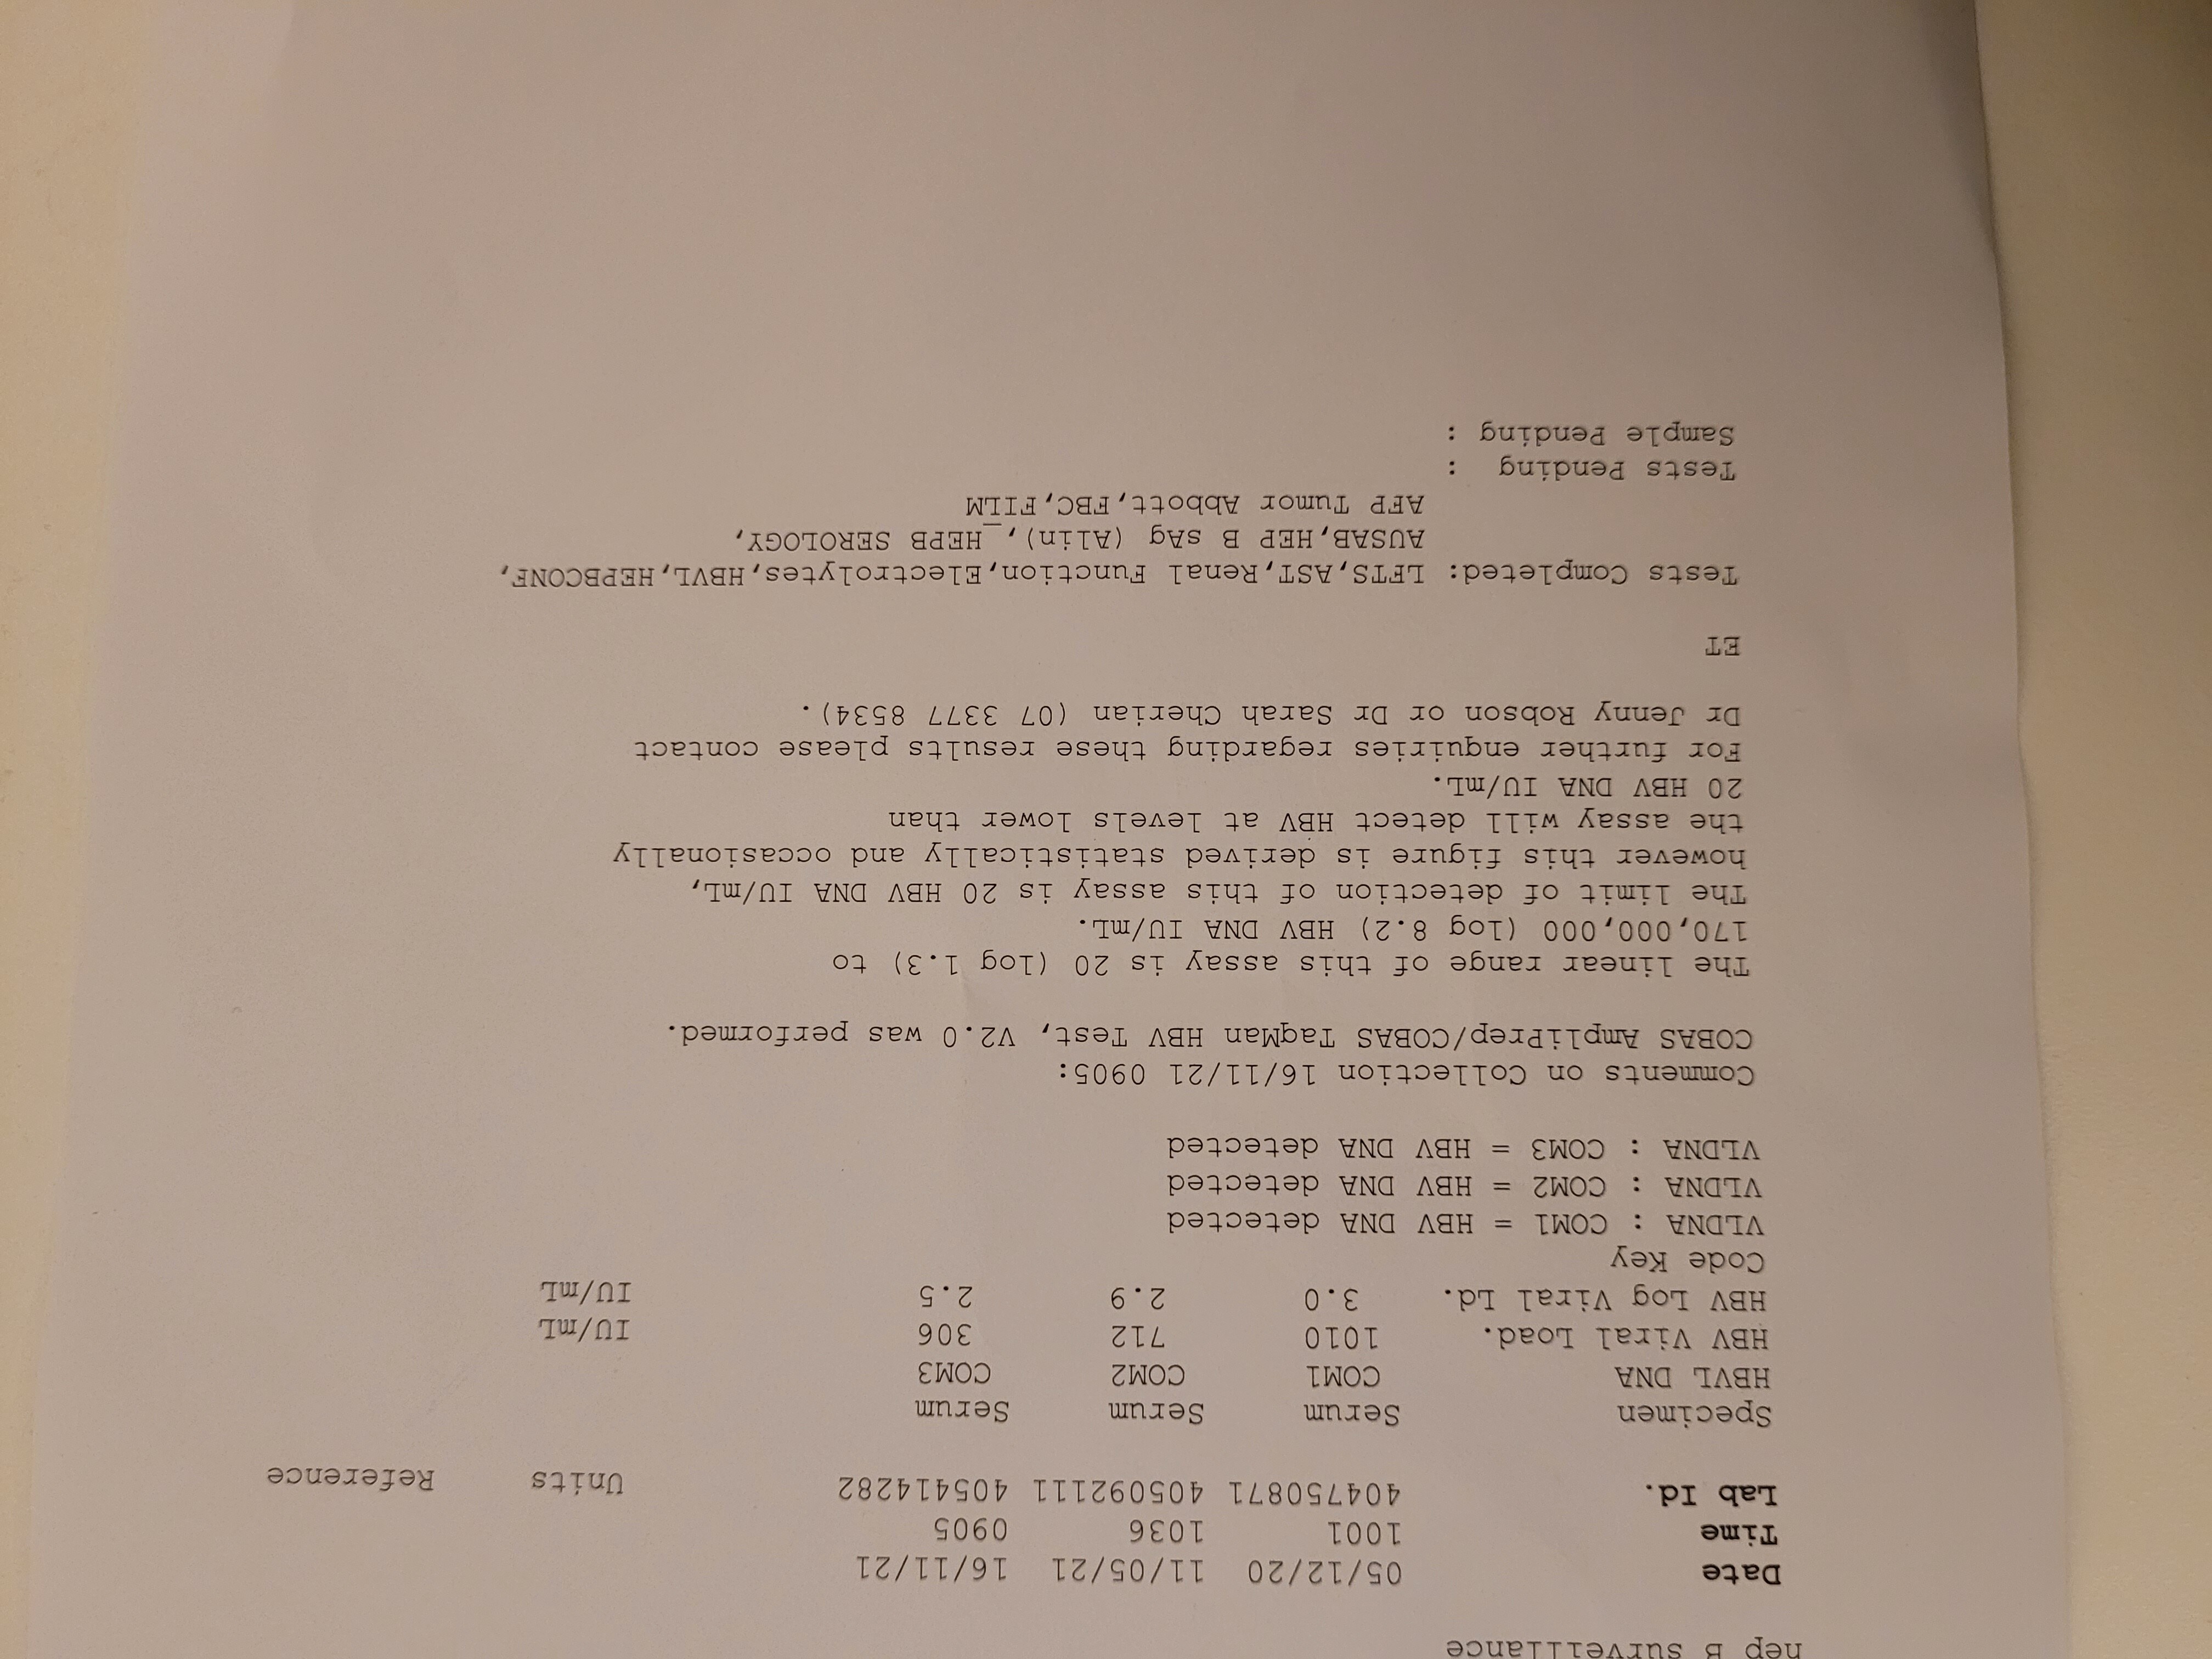 hep B surveillance
Date 05/12/20 11/05/21 16/11/21
Time 1001 1036 0905
Lab Id. 404750871 405092111 405414282 Units Reference
Specimen Serum Serum Serum
HBVL DNA COM1 COM2 COM3
HBV Viral Load. 1010 712 306 IU/mL
HBV Log Viral Ld. 3.0 2.9 2.5 IU/mL
Code Key
VLDNA : COM1 = HBV DNA detected
VLDNA : COM2 = HBV DNA detected
VLDNA : COM3 = HBV DNA detected
Comments on Collection 16/11/21 0905:
COBAS AmpliPrep/COBAS TaqMan HBV Test, V2.0 was performed.
The linear range of this assay is 20 (log 1.3) to
170,000,000 (log 8.2) HBV DNA IU/mL.
The limit of detection of this assay is 20 HBV DNA IU/mL,
however this figure is derived statistically and occasionally
the assay will detect HBV at levels lower than
20 HBV DNA IU/mL.
For further enquiries regarding these results please contact
Dr Jenny Robson or Dr Sarah Cherian (07 3377 8534).
ET
Tests Completed: LFTS,AST,Renal Function,Electrolytes,HBVL,HEPBCONF,
AUSAB,HEP B sAg (Alin),_HEPB SEROLOGY,
AFP Tumor Abbott,FBC,FILM
Tests Pending :
Sample Pending :